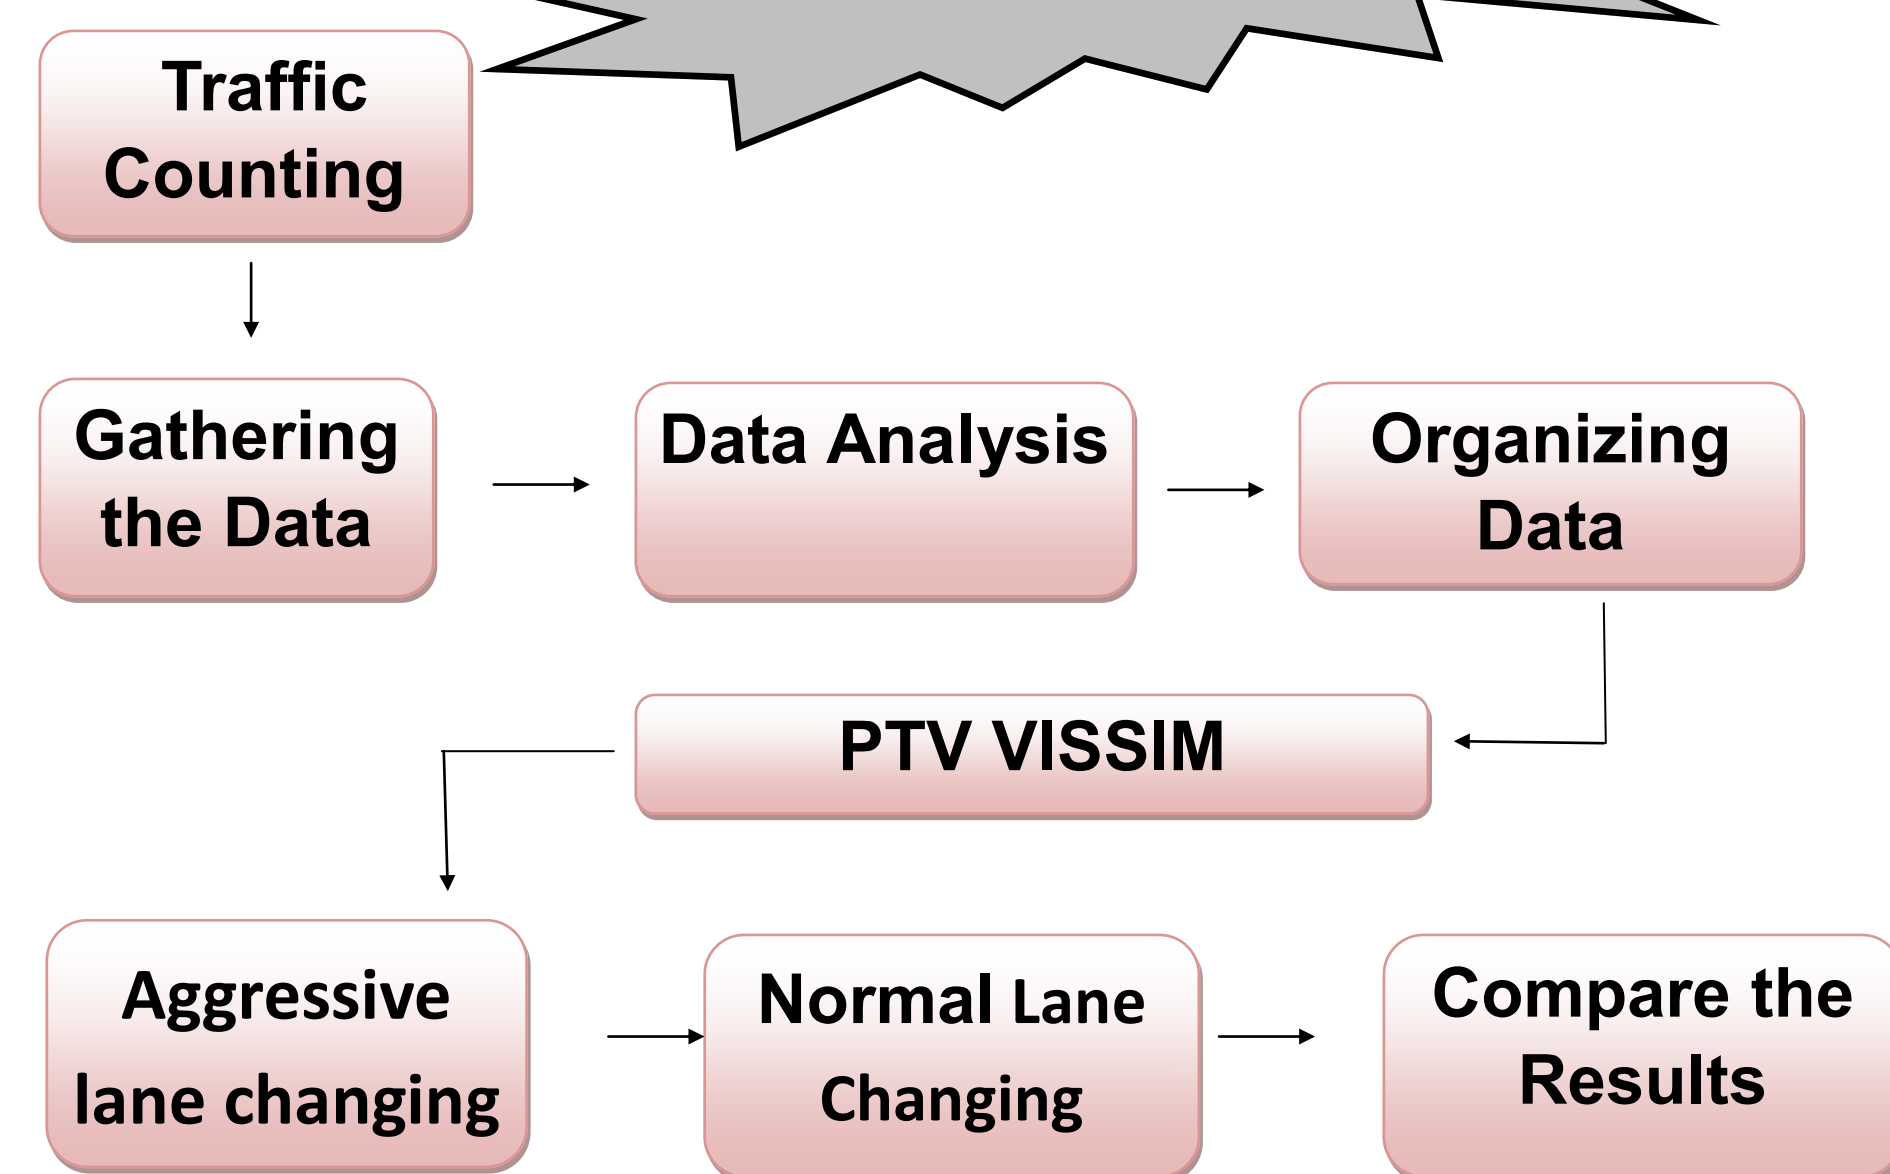 Traffic
Counting
Gathering
the Data
Data Analysis
Organizing
Data
PTV VISSIM
Aggressive
lane changing
Normal Lane
Changing
Compare the
Results